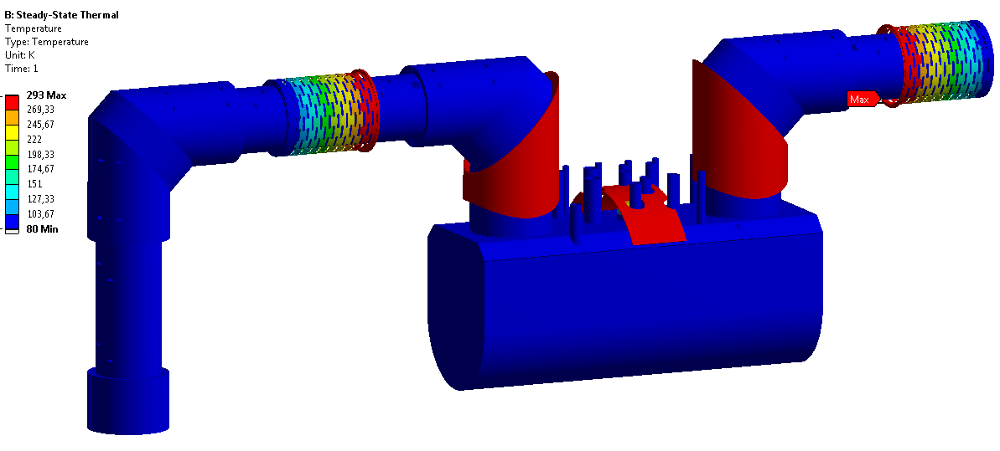 B: Steady-State Thermal
Temperature
Type: Temperature
Unit: K
Time: 1
293 Max
269,33
245,67
222
198,33
174,67
151
127,33
103,67
80 Min
Max